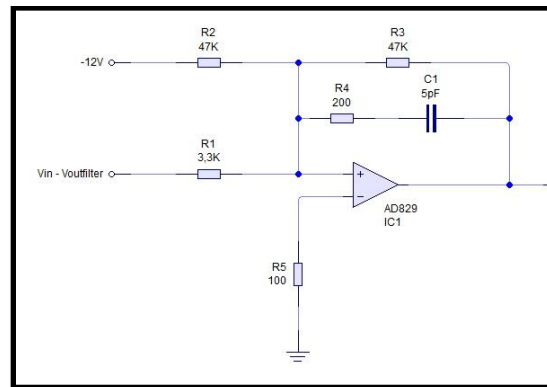 R2
47K
R3
47K
-12V
R4
200
C1
5pF
R1
3,3K
Vin - Voutfilter
+
−
AD829
IC1
R5
100